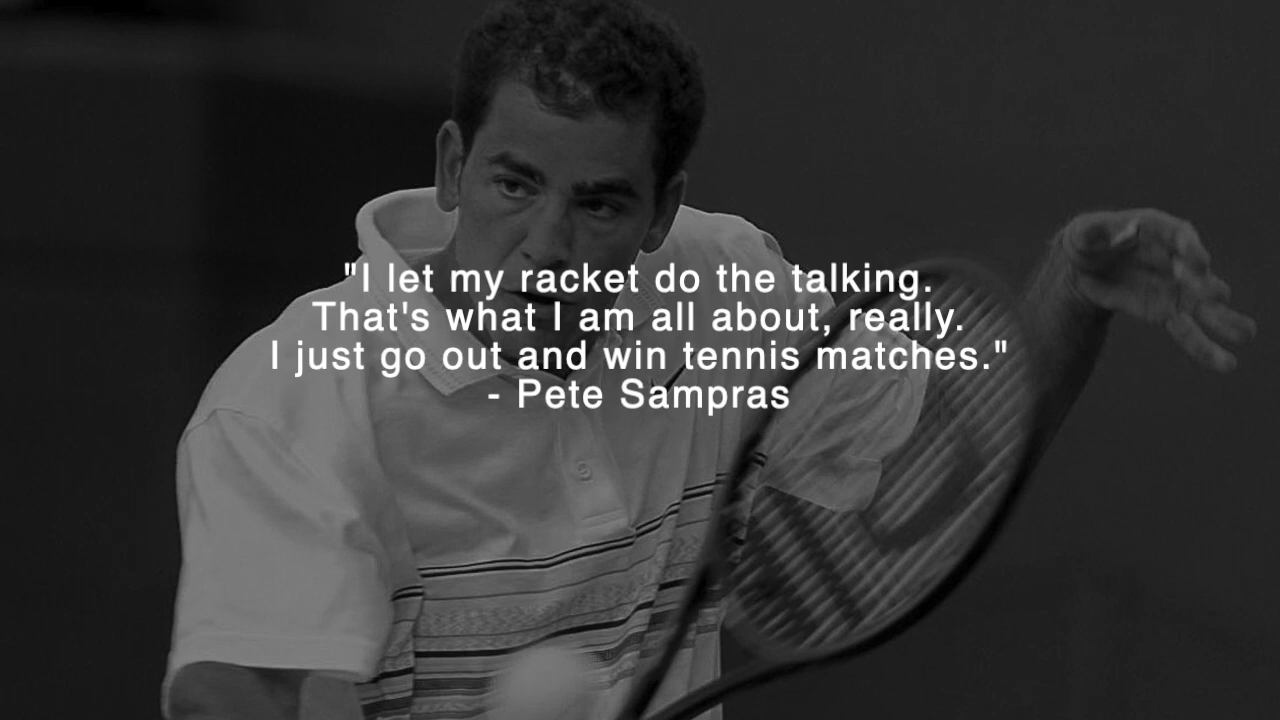 "I let my racket do the talking.
That's what I am all about, really.
I just go out and win tennis matches."
- Pete Sampras